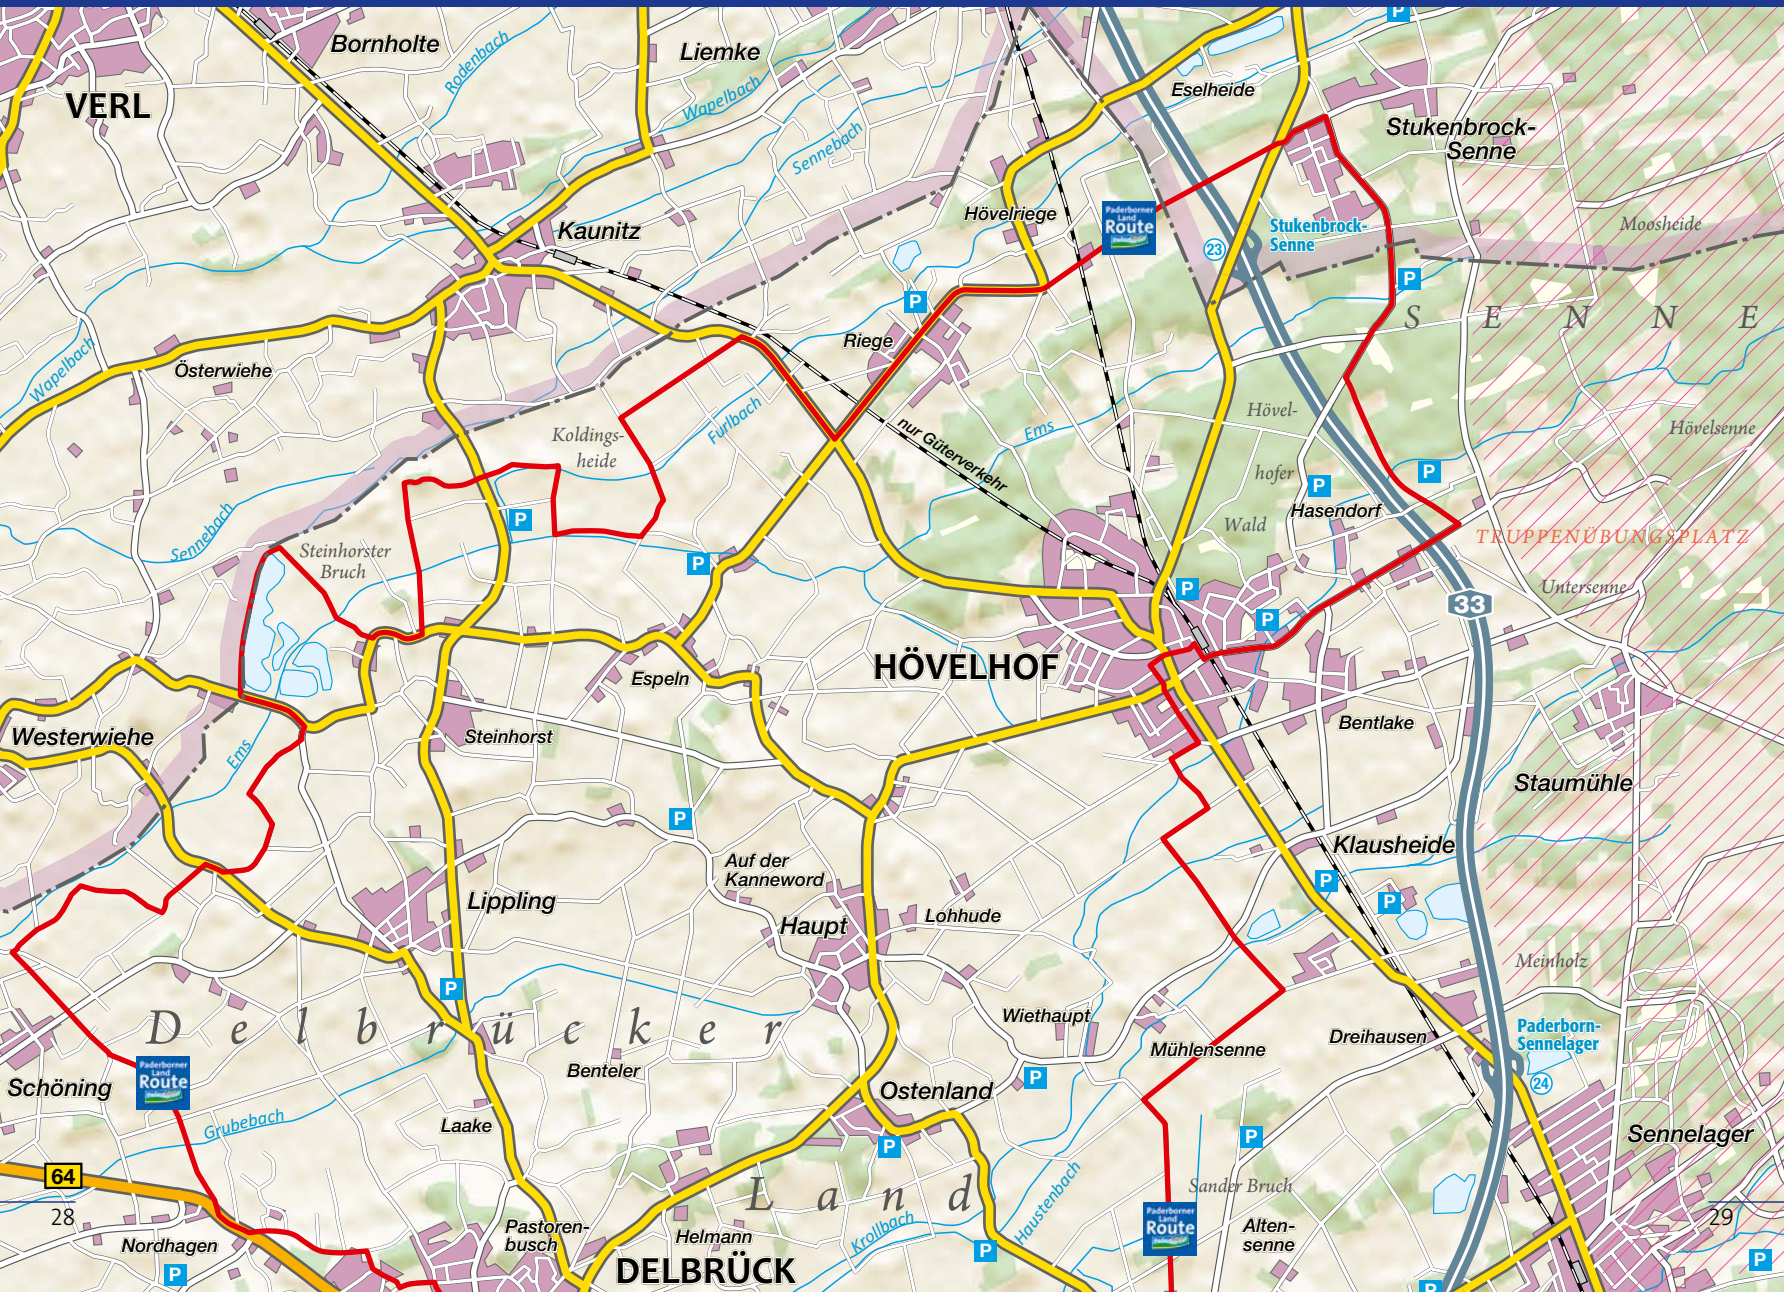 P
Bornholte
Liemke
Rodenbach
Eselheide
VERL
Wapelbach
Stukenbrock-
Senne
Sennebach
Hövelriege
Paderborner
Land
Route
Kaunitz
Moosheide
Stukenbrock-
Senne
23
P
P
S E N N E
Riege
Wapelbach
Österwiehe
Hövel-
Furlbach
Koldings-
heide
nur Güterverkehr
Ems
Hövelsenne
hofer
P
P
Hasendorf
Sennebach
P
Wald
TRUPPENÜBUNGSPLATZ
Steinhorster
Bruch
P
P
Untersenne
33
P
HÖVELHOF
Espeln
Bentlake
Westerwiehe
Steinhorst
Ems
Staumühle
P
Klausheide
Auf der
Kanneword
P
P
Lippling
Lohhude
Haupt
Meinholz
P
Delbrücker
Wiethaupt
Paderborn-
Sennelager
Dreihausen
Mühlensenne
Benteler
Paderborner
Land
Route
Schöning
P
24
Ostenland
Grubebach
Laake
P
P
Sennelager
64
Land
Haustenbach
Sander Bruch
28
29
Paderborner
Land
Route
Pastoren-
busch
Krollbach
Alten-
senne
Nordhagen
Helmann
P
P
P
DELBRÜCK
P